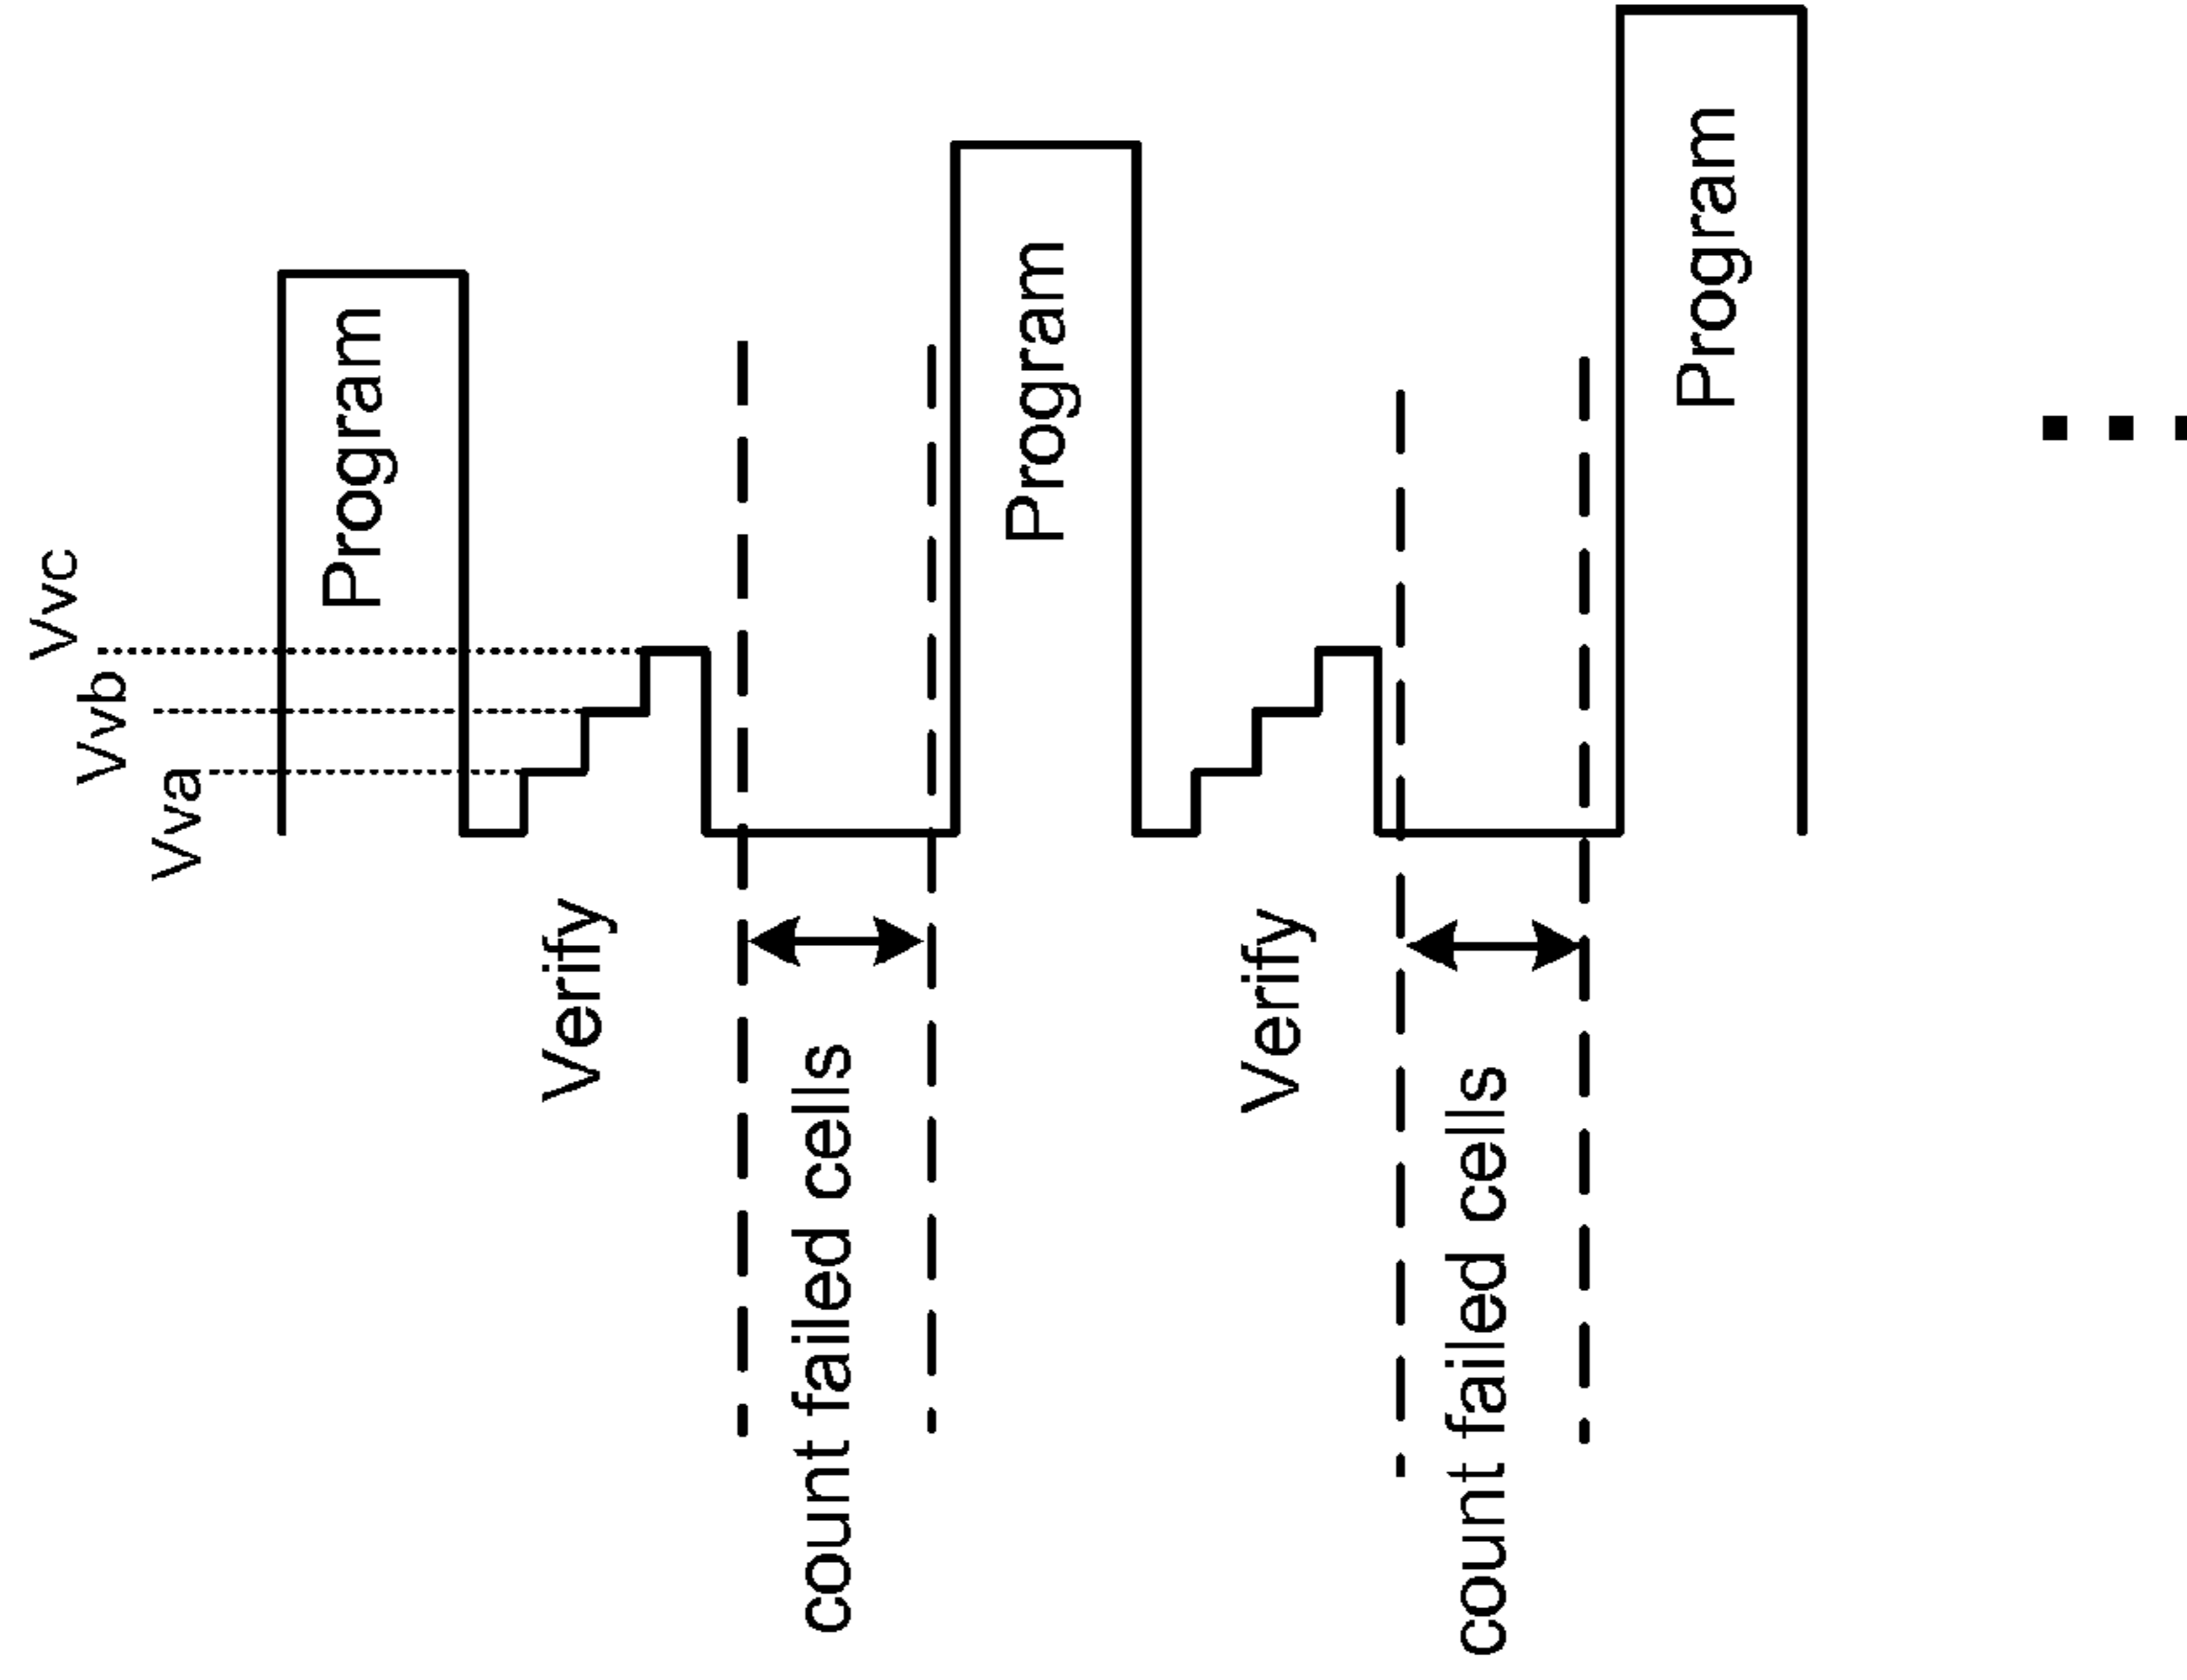 Vva
Vvb
Vvc
Program
Verify
count failed cells
Program
Verify
count failed cells
Program